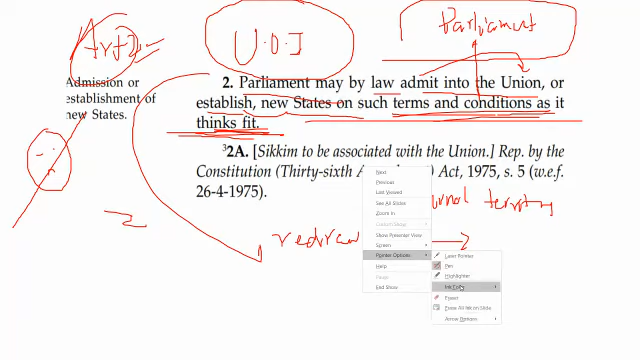 Art 2
U.O.I
Parliament
Admission or
establishment of
new States.
2. Parliament may by law admit into the Union, or
establish, new States on such terms and conditions as it
thinks fit.
³2A. [Sikkim to be associated with the Union.] Rep. by the
Constitution (Thirty-sixth Act, 1975, s. 5 (w.e.f.
26-4-1975).
territory
redraw
Next
Previous
Last Viewed
See All Slides
Zoom In
Custom Show
Show Presenter View
Screen
Pointer Options
Help
End Show
Laser Pointer
Pen
Highlighter
Ink Color
Eraser
Erase All Ink on Slide
Arrow Options